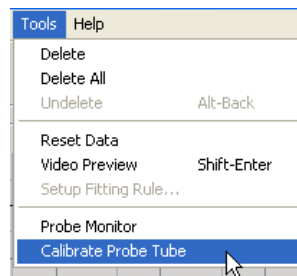 Tools Help
Delete
Delete All
Undelete Alt-Back
Reset Data
Video Preview Shift-Enter
Setup Fitting Rule...
Probe Monitor
Calibrate Probe Tube